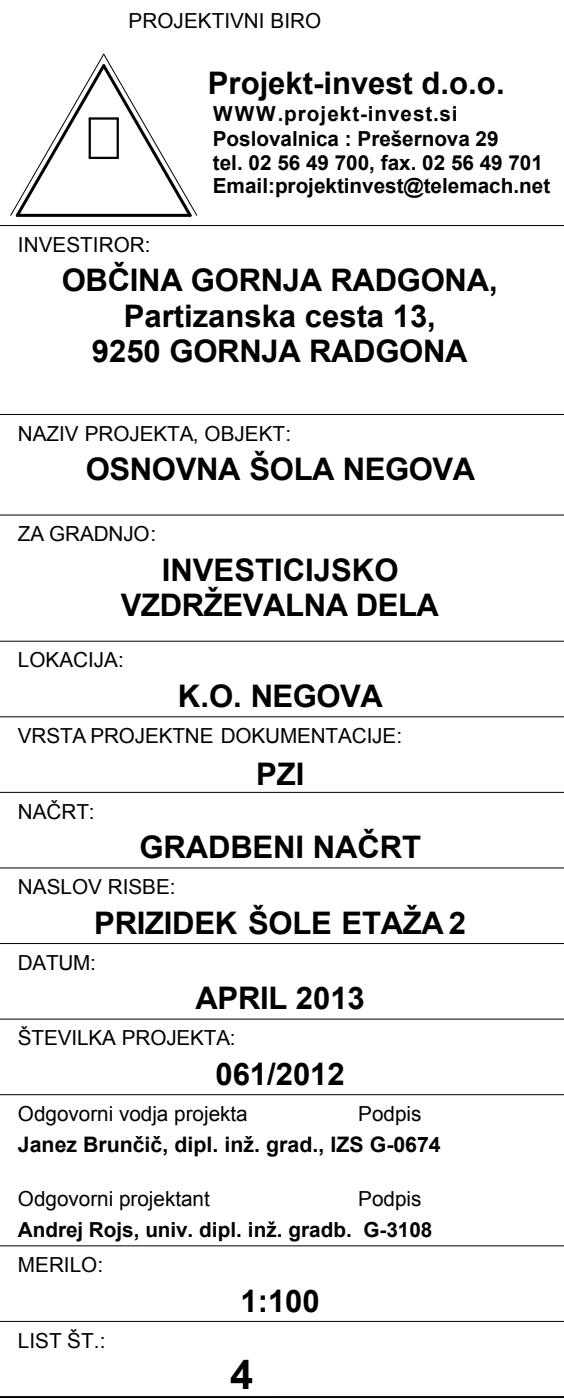 PROJEKTIVNI BIRO
Projekt-invest d.o.o.
WWW.projekt-invest.si
Poslovalnica : Prešernova 29
tel. 02 56 49 700, fax. 02 56 49 701
Email:projektinvest@telemach.net
INVESTIROR:
OBČINA GORNJA RADGONA,
Partizanska cesta 13,
9250 GORNJA RADGONA
NAZIV PROJEKTA, OBJEKT:
OSNOVNA ŠOLA NEGOVA
ZA GRADNJO:
INVESTICIJSKO
VZDRŽEVALNA DELA
LOKACIJA:
K.O. NEGOVA
VRSTA PROJEKTNE DOKUMENTACIJE:
PZI
NAČRT:
GRADBENI NAČRT
NASLOV RISBE:
PRIZIDEK ŠOLE ETAŽA 2
DATUM:
APRIL 2013
ŠTEVILKA PROJEKTA:
061/2012
Odgovorni vodja projekta Podpis
Janez Brunčič, dipl. inž. grad., IZS G-0674
Odgovorni projektant Podpis
Andrej Rojs, univ. dipl. inž. gradb. G-3108
MERILO:
1:100
LIST ŠT.:
4